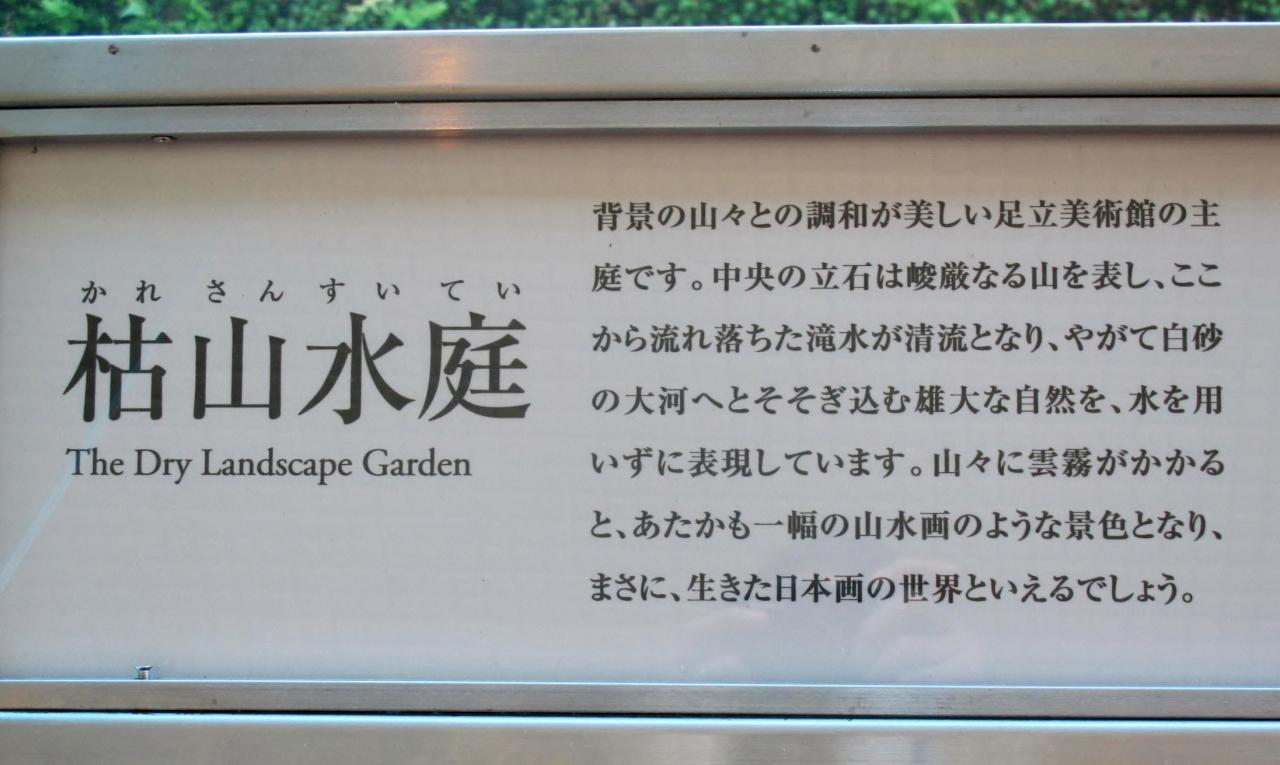 かれ さんすいてい
枯山水庭
The Dry Landscape Garden
背景の山々との調和が美しい足立美術館の主
庭です。中央の立石は峻厳なる山を表し、ここ
から流れ落ちた滝水が清流となり、やがて白砂
の大河へとそそぎ込む雄大な自然を、水を用
いずに表現しています。山々に雲霧がかかる
と、あたかも一幅の山水画のような景色となり、
まさに、生きた日本画の世界といえるでしょう。